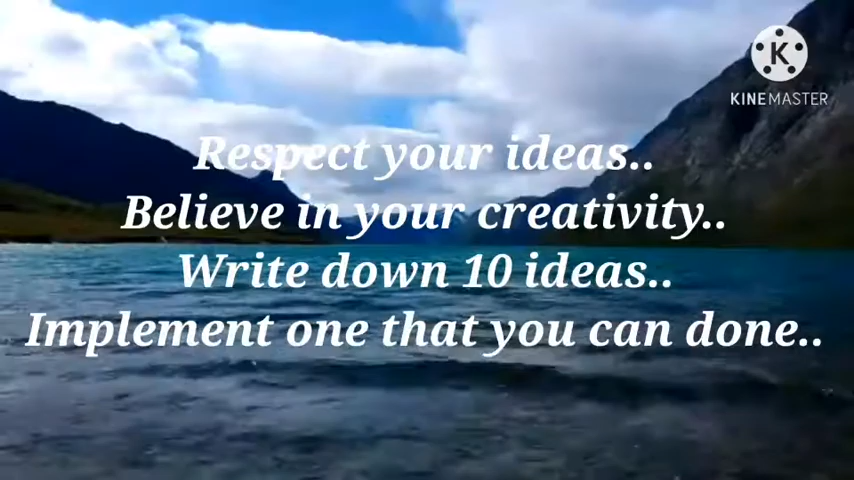 KINEMASTER
Respect your ideas..
Believe in your creativity..
Write down 10 ideas..
Implement one that you can done..